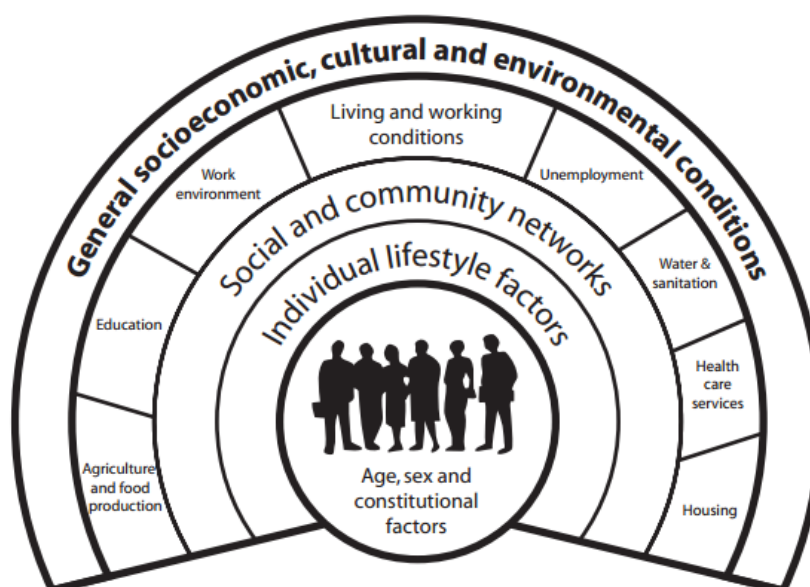 General socioeconomic, cultural and environmental conditions
Living and working
conditions
Work
environment
Unemployment
Social and community networks
Water &
sanitation
Individual lifestyle factors
Education
Health
care
services
Agriculture
and food
production
Age, sex and
constitutional
factors
Housing